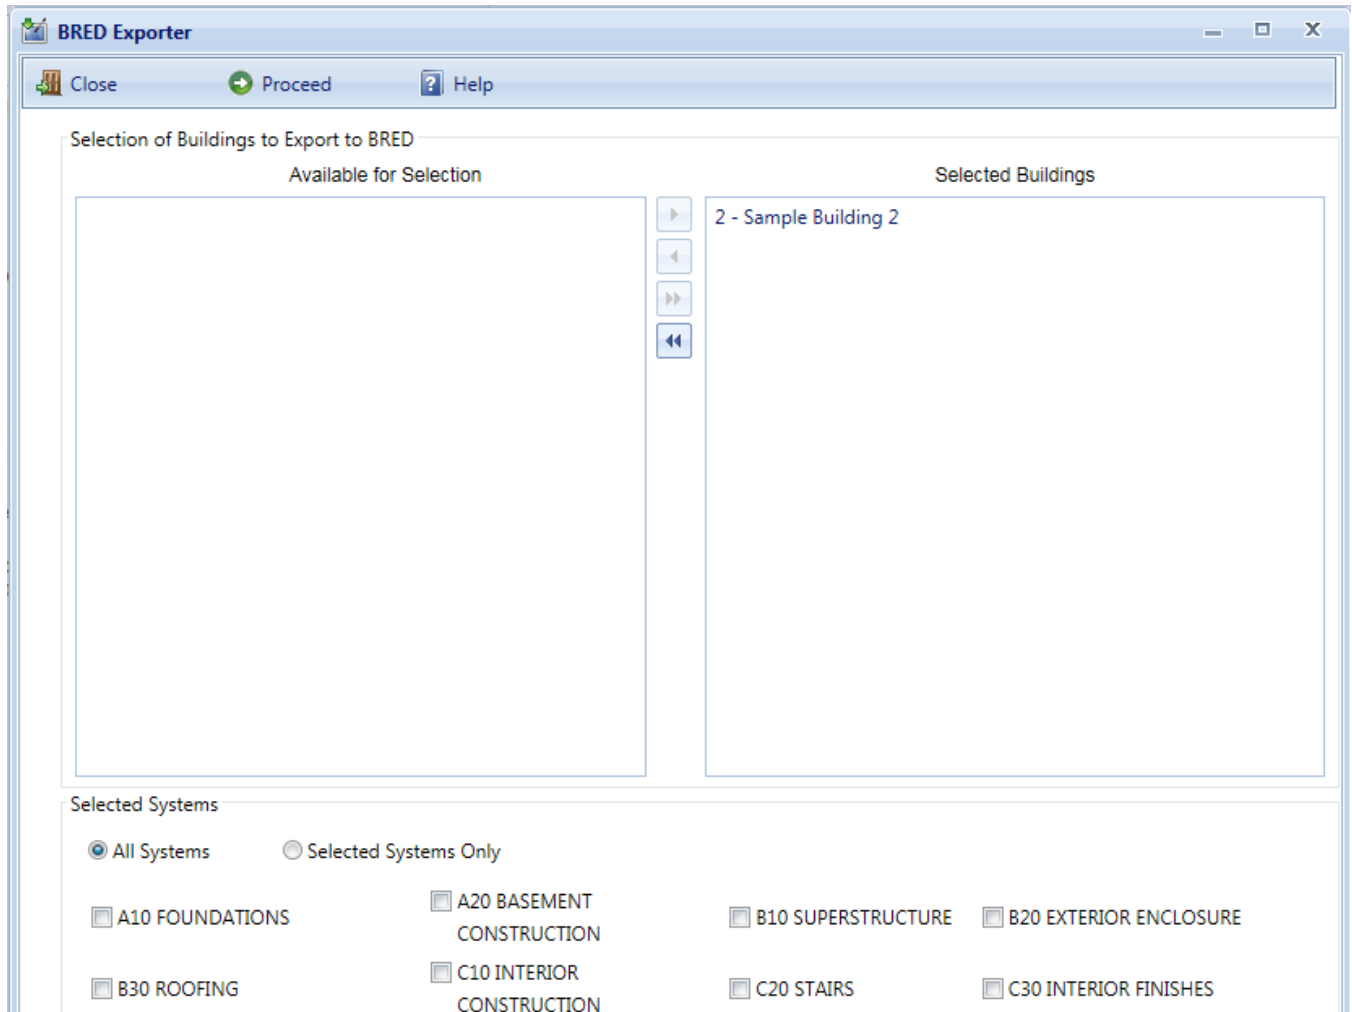 BRED Exporter
Close Proceed Help
Selection of Buildings to Export to BRED
Available for Selection Selected Buildings
2 - Sample Building 2
Selected Systems
All Systems Selected Systems Only
A10 FOUNDATIONS A20 BASEMENT CONSTRUCTION B10 SUPERSTRUCTURE B20 EXTERIOR ENCLOSURE
B30 ROOFING C10 INTERIOR CONSTRUCTION C20 STAIRS C30 INTERIOR FINISHES